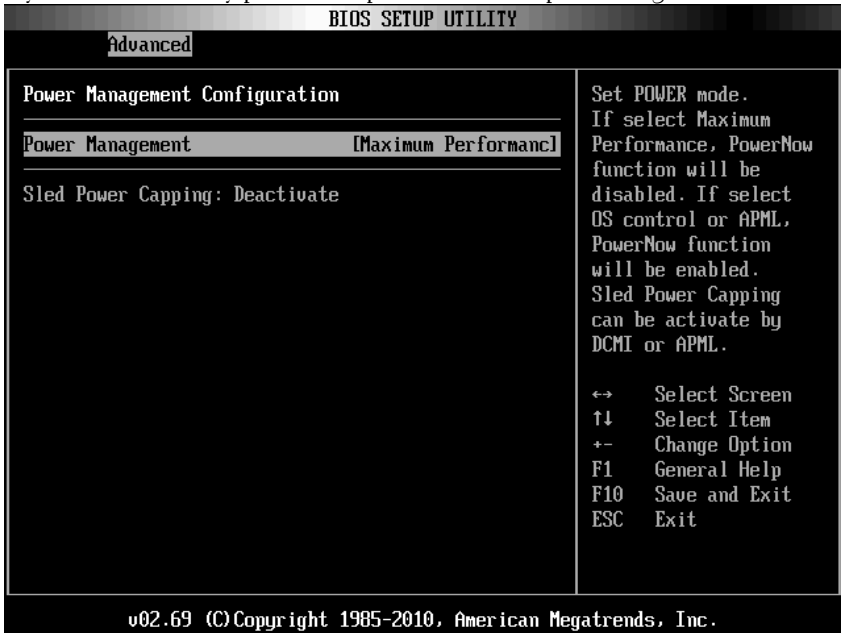 BIOS SETUP UTILITY
Advanced
Power Management Configuration
Power Management [Maximum Performanc]
Sled Power Capping: Deactivate
Set POWER mode.
If select Maximum
Performance, PowerNow
function will be
disabled. If select
OS control or APML,
PowerNow function
will be enabled.
Sled Power Capping
can be activate by
DCMI or APML.
↔ Select Screen
↑↓ Select Item
+- Change Option
F1 General Help
F10 Save and Exit
ESC Exit
v02.69 (C)Copyright 1985-2010, American Megatrends, Inc.